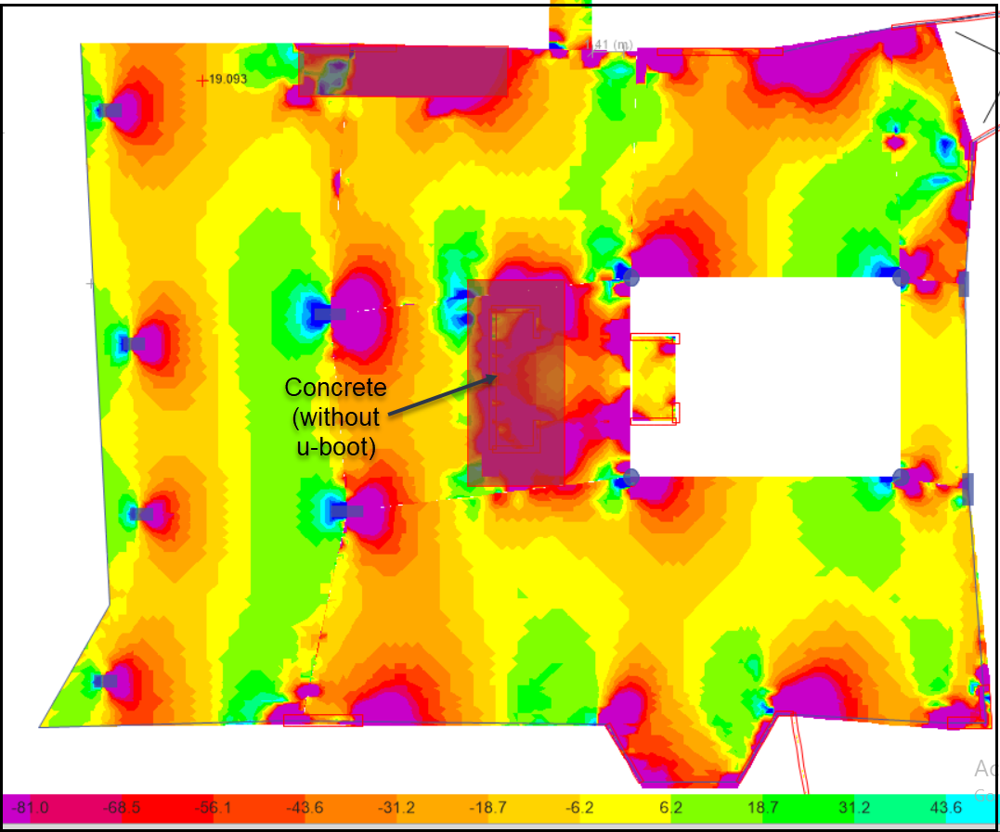 41 (m)
19.093
Concrete
(without
u-boot)
-81.0 -68.5 -56.1 -43.6 -31.2 -18.7 -6.2 6.2 18.7 31.2 43.6